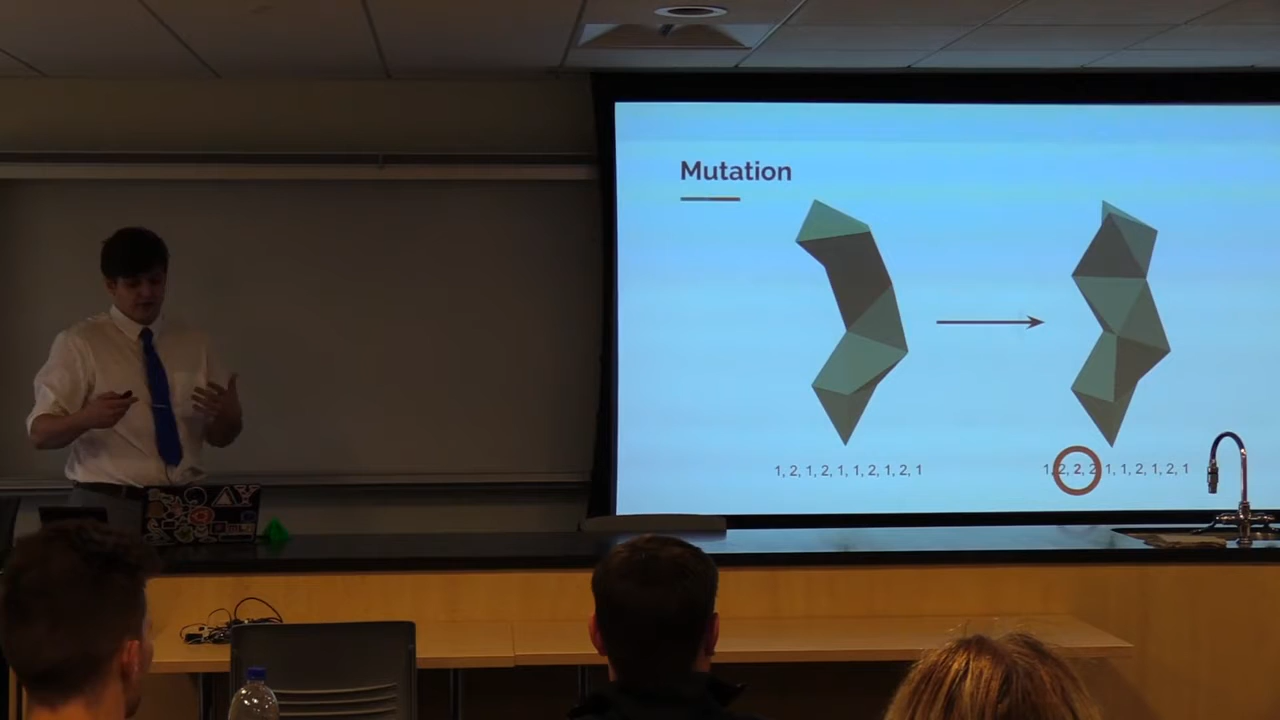 Mutation
1, 2, 1, 2, 1, 1, 2, 1, 2, 1
1, 2, 2, 2, 1, 1, 2, 1, 2, 1